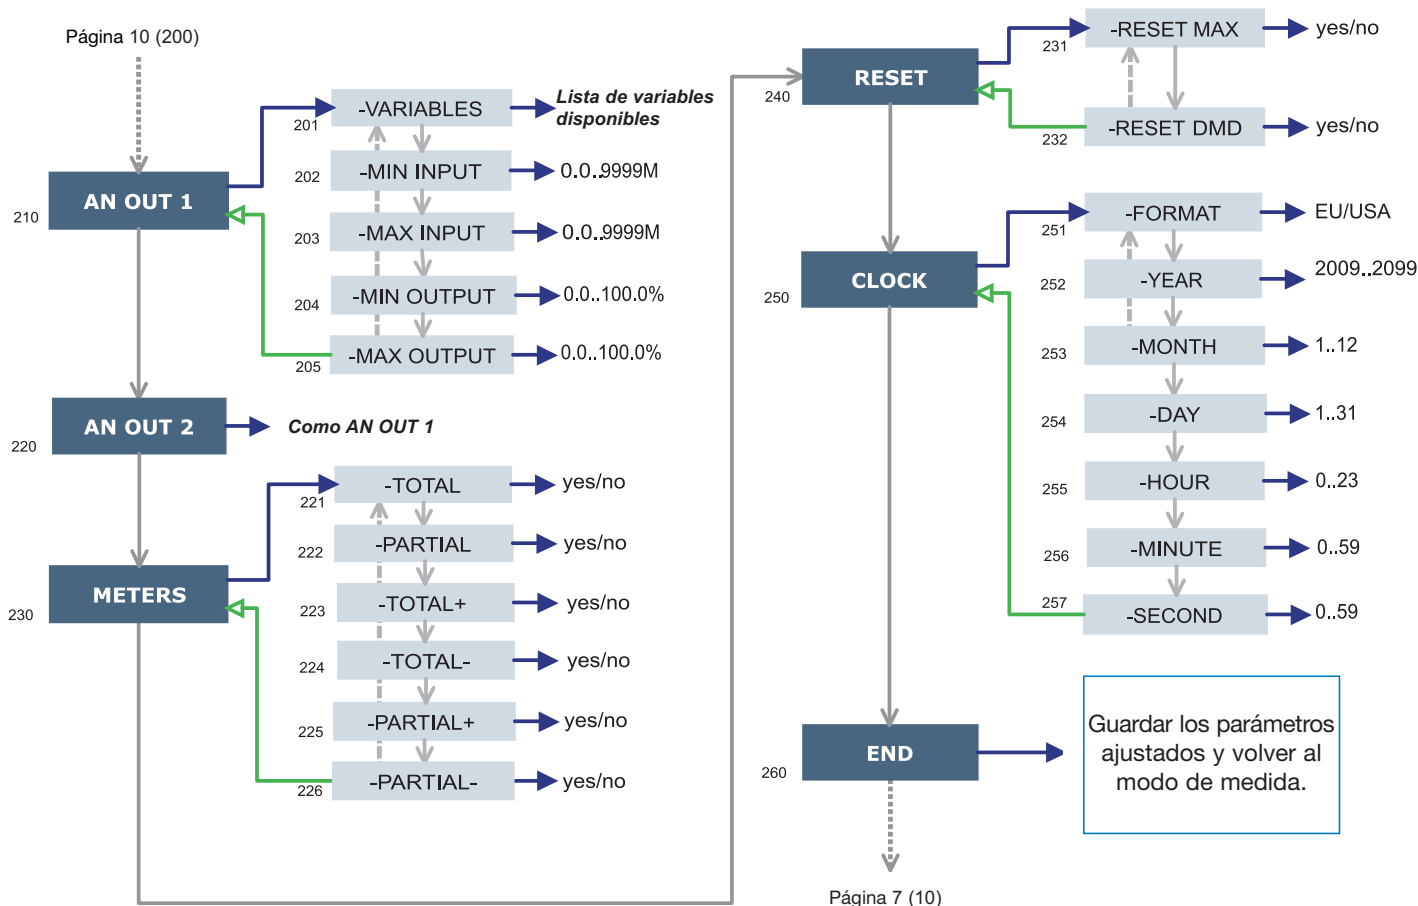 Página 10 (200)
210
AN OUT 1
201
-VARIABLES
Lista de variables
disponibles
202
-MIN INPUT
0.0..9999M
203
-MAX INPUT
0.0..9999M
204
-MIN OUTPUT
0.0..100.0%
205
-MAX OUTPUT
0.0..100.0%
220
AN OUT 2
Como AN OUT 1
230
METERS
221
-TOTAL
yes/no
222
-PARTIAL
yes/no
223
-TOTAL+
yes/no
224
-TOTAL-
yes/no
225
-PARTIAL+
yes/no
226
-PARTIAL-
yes/no
240
RESET
231
-RESET MAX
yes/no
232
-RESET DMD
yes/no
250
CLOCK
251
-FORMAT
EU/USA
252
-YEAR
2009..2099
253
-MONTH
1..12
254
-DAY
1..31
255
-HOUR
0..23
256
-MINUTE
0..59
257
-SECOND
0..59
260
END
Guardar los parámetros
ajustados y volver al
modo de medida.
Página 7 (10)